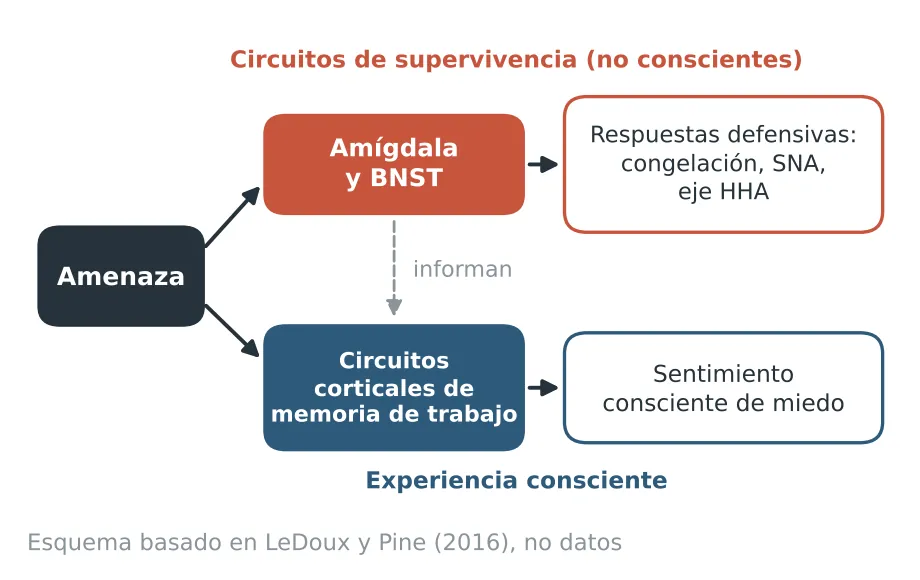 Circuitos de supervivencia (no conscientes)
Amígdala
y BNST
Respuestas defensivas:
congelación, SNA,
eje HHA
Amenaza
informan
Circuitos
corticales de
memoria de trabajo
Sentimiento
consciente de miedo
Experiencia consciente
Esquema basado en LeDoux y Pine (2016), no datos